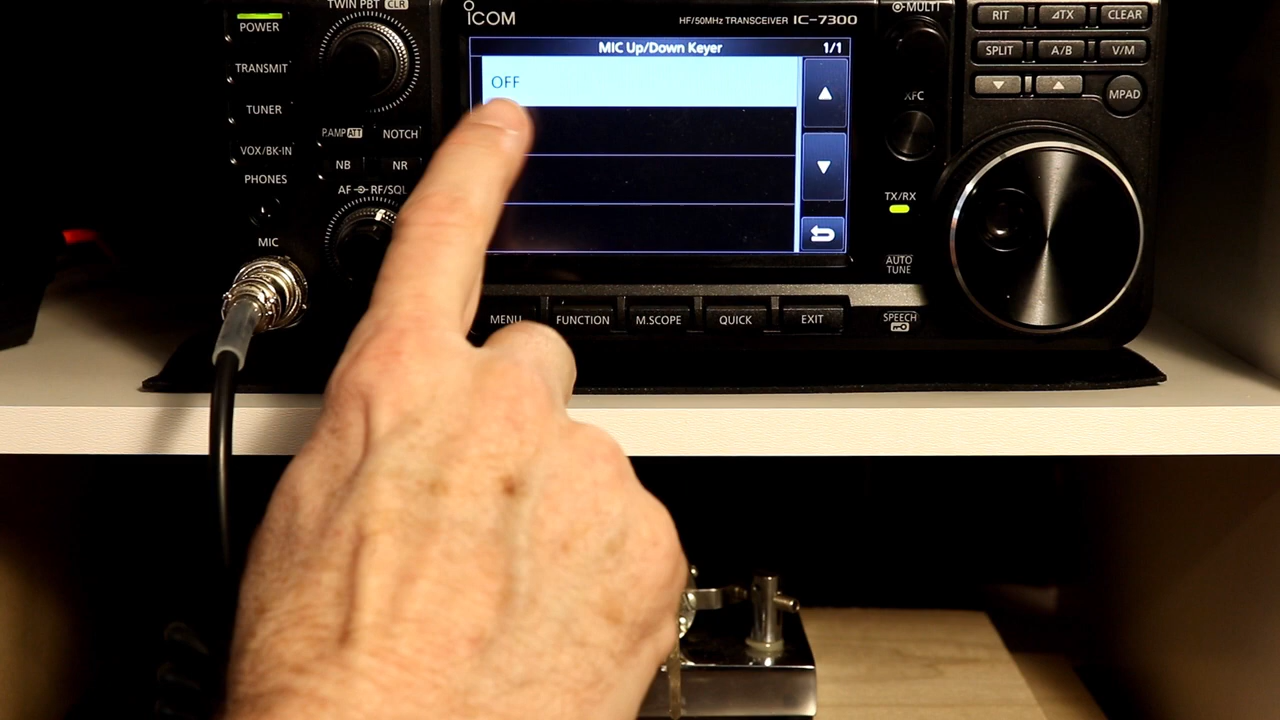 POWER
TRANSMIT
TUNER
VOX/BK-IN
PHONES
MIC
TWIN PBT CLR
P.AMP ATT
NOTCH
NB
NR
AF RF/SQL
ICOM
HF/50MHz TRANSCEIVER IC-7300
MIC Up/Down Keyer 1/1
OFF
MENU
FUNCTION
M.SCOPE
QUICK
EXIT
MULTI
XFC
TX/RX
AUTO
TUNE
SPEECH
RIT
ΔTX
CLEAR
SPLIT
A/B
V/M
MPAD